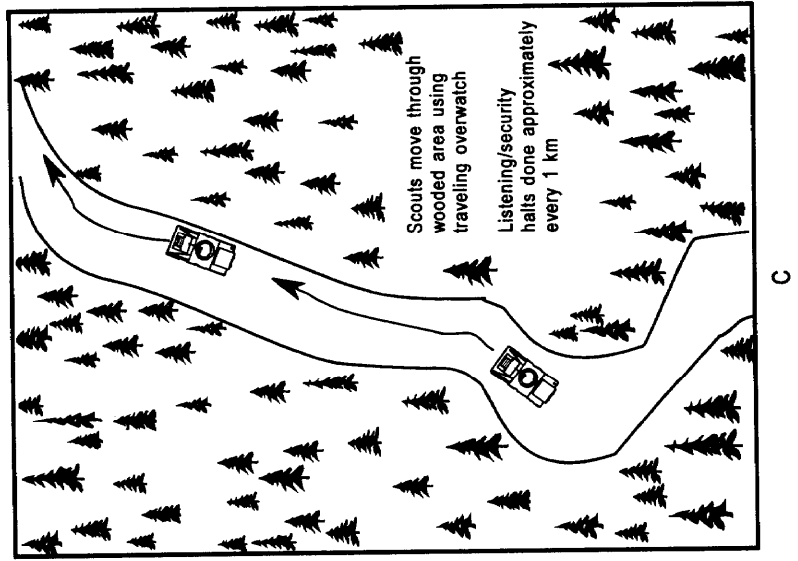 Scouts move through
wooded area using
traveling overwatch
Listening/security
halts done approximately
every 1 km
C